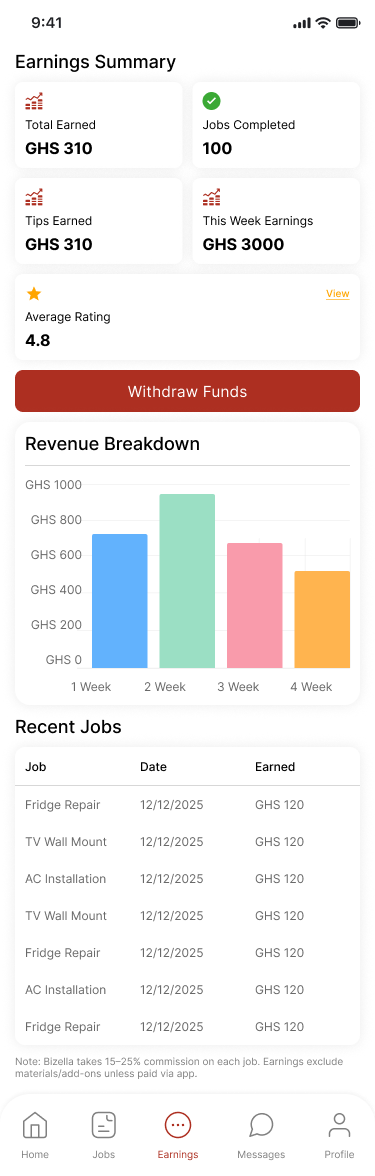 9:41
Earnings Summary
Total Earned
GHS 310
Jobs Completed
100
Tips Earned
GHS 310
This Week Earnings
GHS 3000
View
Average Rating
4.8
Withdraw Funds
Revenue Breakdown
GHS 1000
GHS 800
GHS 600
GHS 400
GHS 200
GHS 0
1 Week 2 Week 3 Week 4 Week
Recent Jobs
Job Date Earned
Fridge Repair 12/12/2025 GHS 120
TV Wall Mount 12/12/2025 GHS 120
AC Installation 12/12/2025 GHS 120
TV Wall Mount 12/12/2025 GHS 120
Fridge Repair 12/12/2025 GHS 120
AC Installation 12/12/2025 GHS 120
Fridge Repair 12/12/2025 GHS 120
Note: Bizella takes 15–25% commission on each job. Earnings exclude
materials/add-ons unless paid via app.
Home Jobs Earnings Messages Profile